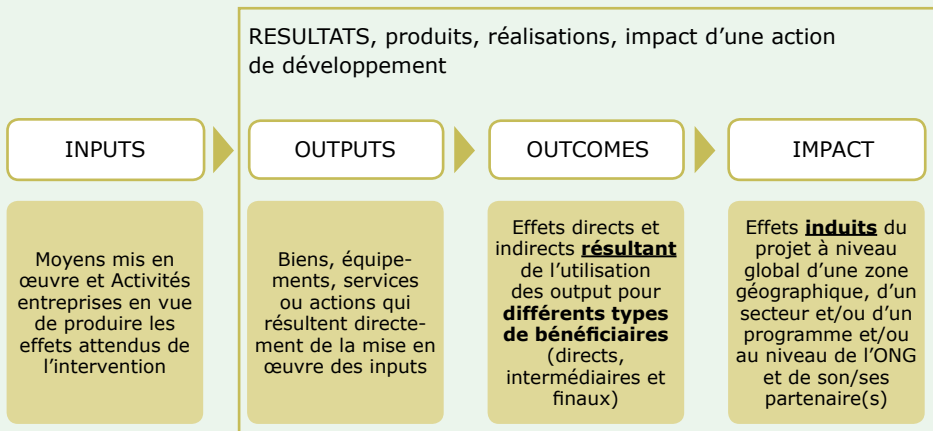 RESULTATS, produits, réalisations, impact d’une action
de développement
INPUTS
OUTPUTS
OUTCOMES
IMPACT
Moyens mis en
œuvre et Activités
entreprises en vue
de produire les
effets attendus de
l’intervention
Biens, équipe-
ments, services
ou actions qui
résultent directe-
ment de la mise en
œuvre des inputs
Effets directs et
indirects résultant
de l’utilisation
des output pour
différents types
de bénéficiaires
(directs,
intermédiaires et
finaux)
Effets induits du
projet à niveau
global d’une zone
géographique, d’un
secteur et/ou d’un
programme et/ou
au niveau de l’ONG
et de son/ses
partenaire(s)